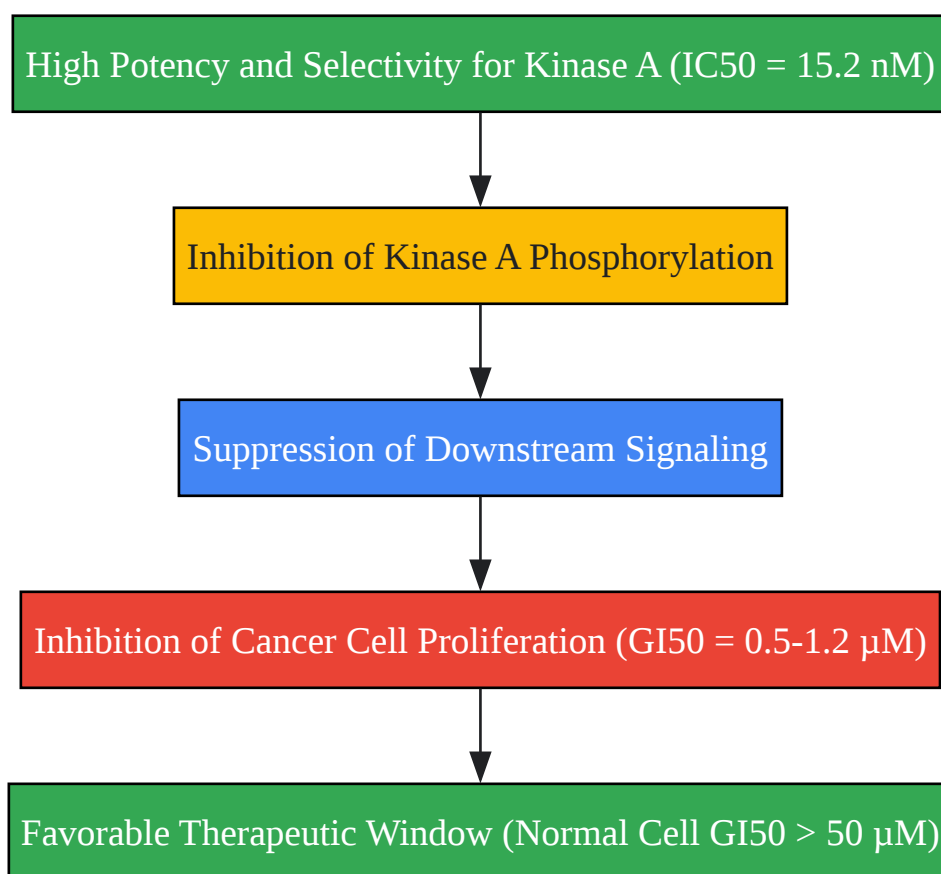 High Potency and Selectivity for Kinase A (IC50 = 15.2 nM)
Inhibition of Kinase A Phosphorylation
Suppression of Downstream Signaling
Inhibition of Cancer Cell Proliferation (GI50 = 0.5-1.2 µM)
Favorable Therapeutic Window (Normal Cell GI50 > 50 µM)